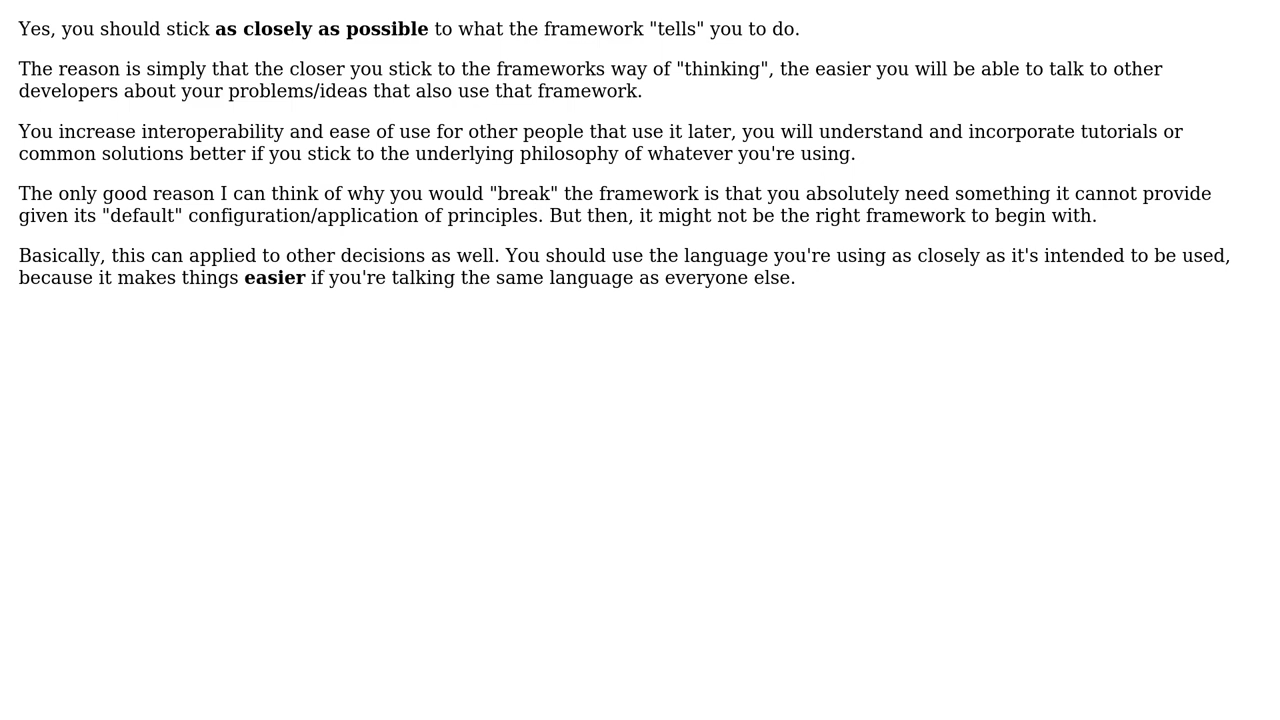 Yes, you should stick as closely as possible to what the framework "tells" you to do.
The reason is simply that the closer you stick to the frameworks way of "thinking", the easier you will be able to talk to other
developers about your problems/ideas that also use that framework.
You increase interoperability and ease of use for other people that use it later, you will understand and incorporate tutorials or
common solutions better if you stick to the underlying philosophy of whatever you're using.
The only good reason I can think of why you would "break" the framework is that you absolutely need something it cannot provide
given its "default" configuration/application of principles. But then, it might not be the right framework to begin with.
Basically, this can applied to other decisions as well. You should use the language you're using as closely as it's intended to be used,
because it makes things easier if you're talking the same language as everyone else.